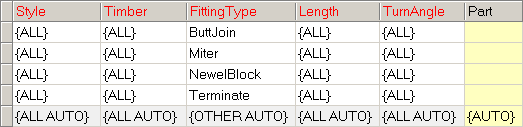 Style Timber FittingType Length TurnAngle Part
{ALL} {ALL} ButtJoin {ALL} {ALL}
{ALL} {ALL} Miter {ALL} {ALL}
{ALL} {ALL} NewelBlock {ALL} {ALL}
{ALL} {ALL} Terminate {ALL} {ALL}
{ALL AUTO} {ALL AUTO} {OTHER AUTO} {ALL AUTO} {ALL AUTO} {AUTO}